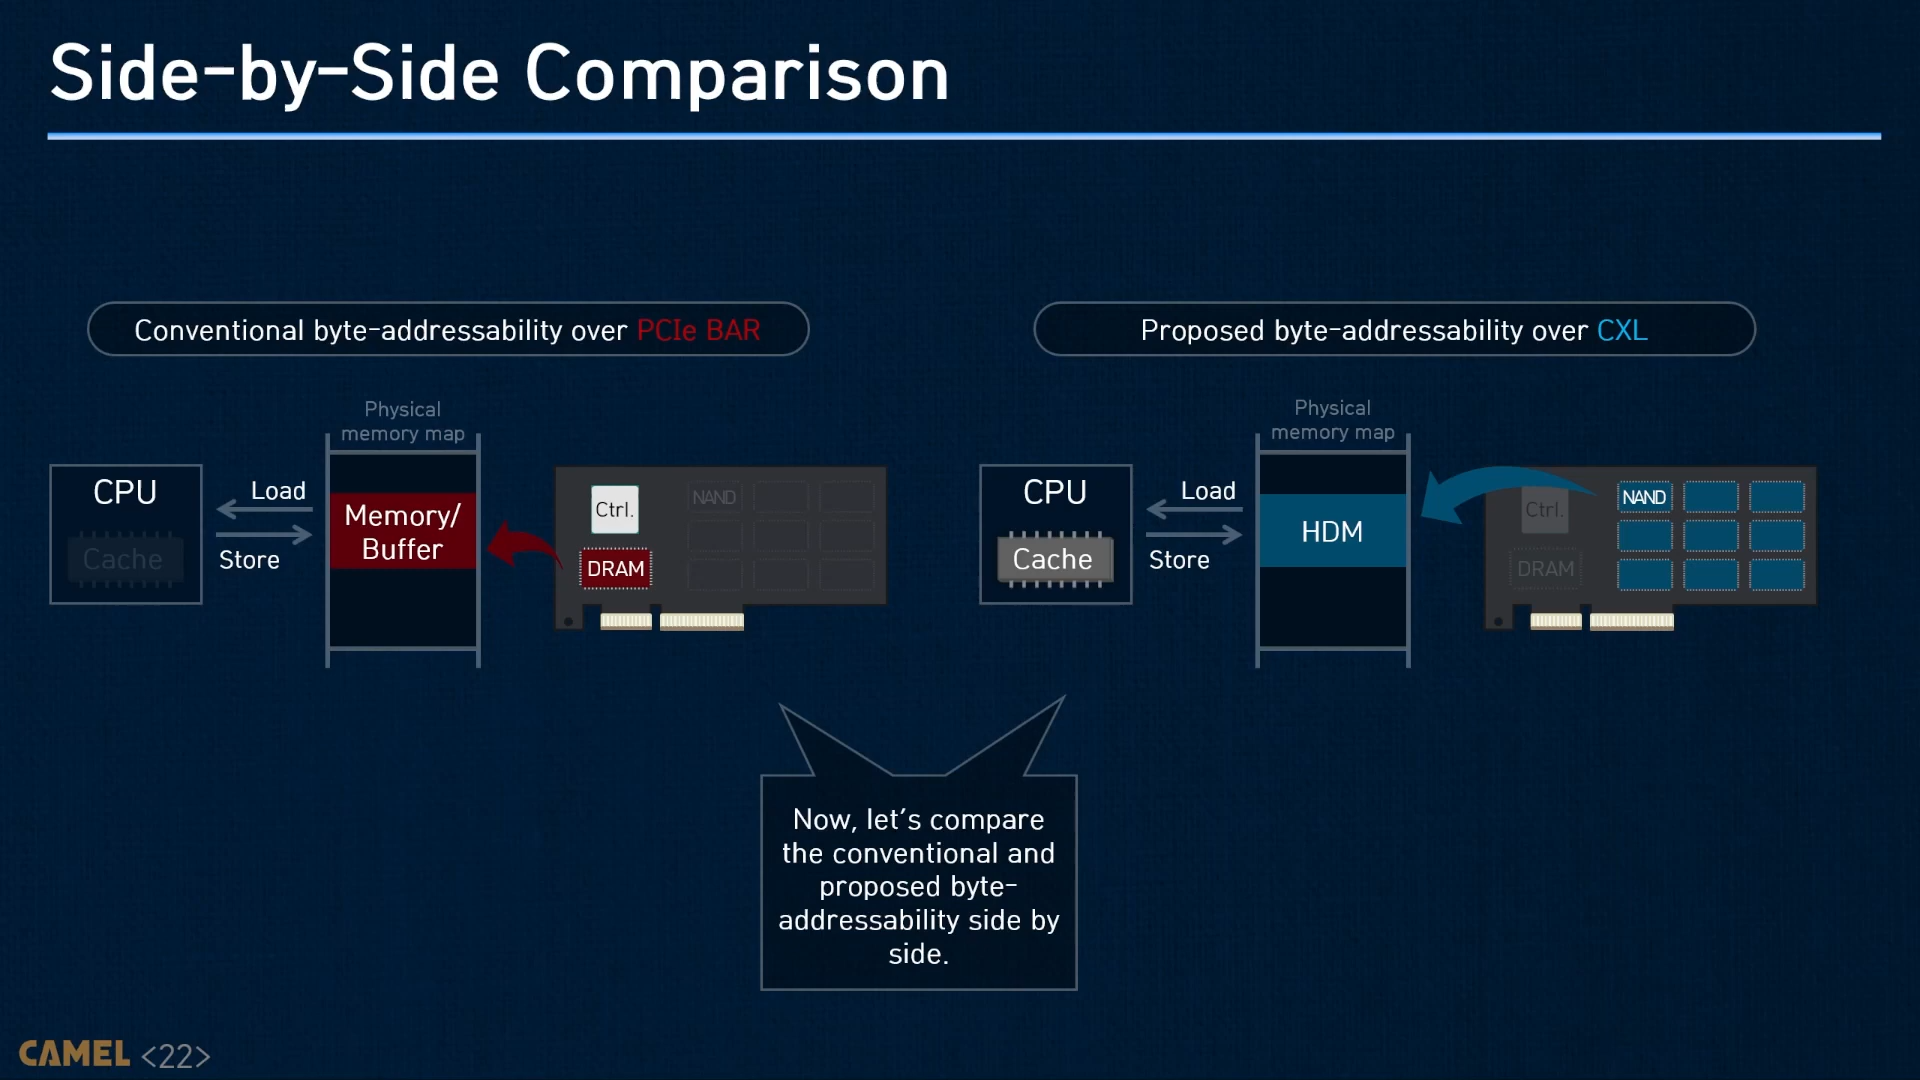 Side-by-Side Comparison
Conventional byte-addressability over PCIe BAR
Physical
memory map
CPU
Cache
Load
Store
Memory/
Buffer
Ctrl.
DRAM
NAND
Proposed byte-addressability over CXL
Physical
memory map
CPU
Cache
Load
Store
HDM
Ctrl.
DRAM
NAND
Now, let's compare
the conventional and
proposed byte-
addressability side by
side.
CAMEL <22>